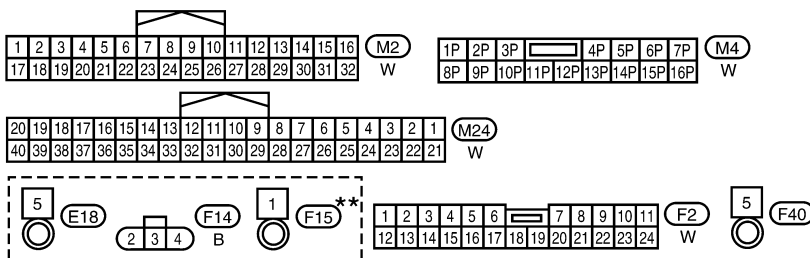 1 2 3 4 5 6 7 8 9 10 11 12 13 14 15 16 M2
17 18 19 20 21 22 23 24 25 26 27 28 29 30 31 32 W
1P 2P 3P 4P 5P 6P 7P M4
8P 9P 10P 11P 12P 13P 14P 15P 16P W
20 19 18 17 16 15 14 13 12 11 10 9 8 7 6 5 4 3 2 1 M24
40 39 38 37 36 35 34 33 32 31 30 29 28 27 26 25 24 23 22 21 W
5 E18
2 3 4 F14 B
1 F15 **
1 2 3 4 5 6 7 8 9 10 11 F2
12 13 14 15 16 17 18 19 20 21 22 23 24 W
5 F40